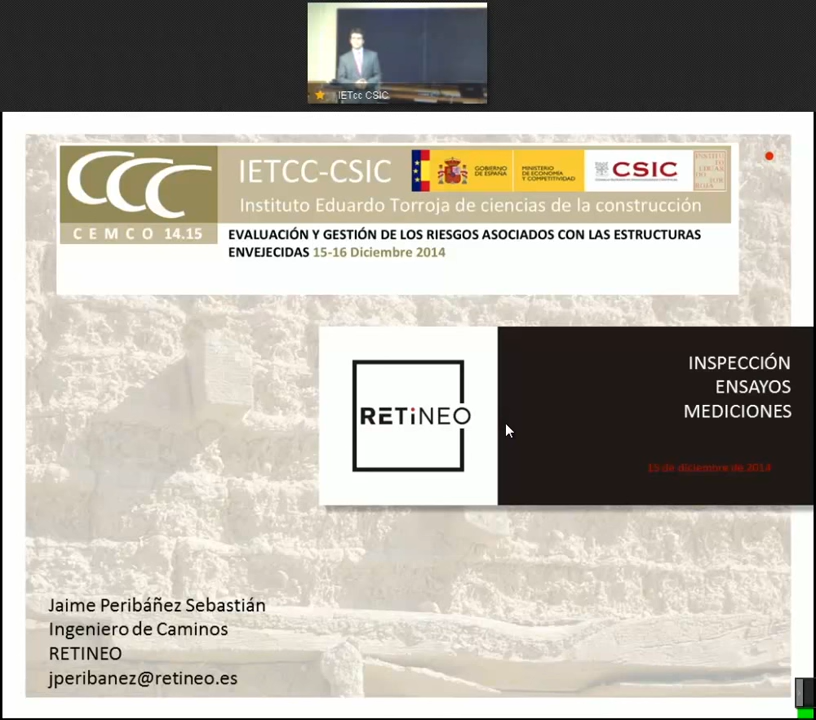 IETcc CSIC
CCC
CEMCO 14.15
IETCC-CSIC
GOBIERNO
DE ESPAÑA
MINISTERIO
DE ECONOMÍA
Y COMPETITIVIDAD
CSIC
Instituto Eduardo Torroja de ciencias de la construcción
EVALUACIÓN Y GESTIÓN DE LOS RIESGOS ASOCIADOS CON LAS ESTRUCTURAS
ENVEJECIDAS 15-16 Diciembre 2014
RETiNEO
INSPECCIÓN
ENSAYOS
MEDICIONES
15 de diciembre de 2014
Jaime Peribáñez Sebastián
Ingeniero de Caminos
RETINEO
jperibanez@retineo.es